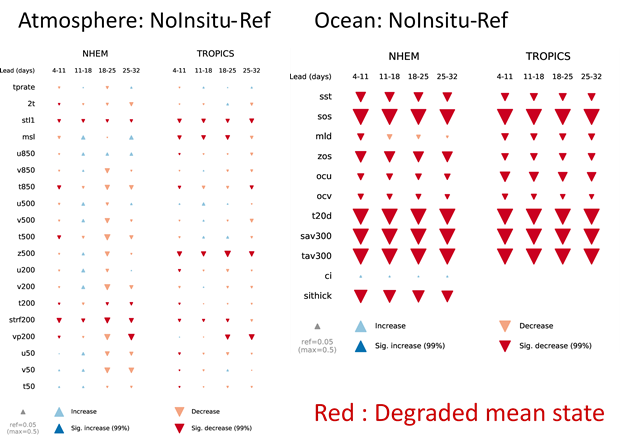 Atmosphere: NoInsitu-Ref
NHEM TROPICS
Lead (days) 4-11 11-18 18-25 25-32 4-11 11-18 18-25 25-32
tprate
2t
stl1
msl
u850
v850
t850
u500
v500
t500
z500
u200
v200
t200
strf200
vp200
u50
v50
t50
ref=0.05
(max=0.5)
Increase
Sig. increase (99%)
Decrease
Sig. decrease (99%)
Ocean: NoInsitu-Ref
NHEM TROPICS
Lead (days) 4-11 11-18 18-25 25-32 4-11 11-18 18-25 25-32
sst
sos
mld
zos
ocu
ocv
t20d
sav300
tav300
ci
sithick
ref=0.05
(max=0.5)
Increase
Sig. increase (99%)
Decrease
Sig. decrease (99%)
Red : Degraded mean state